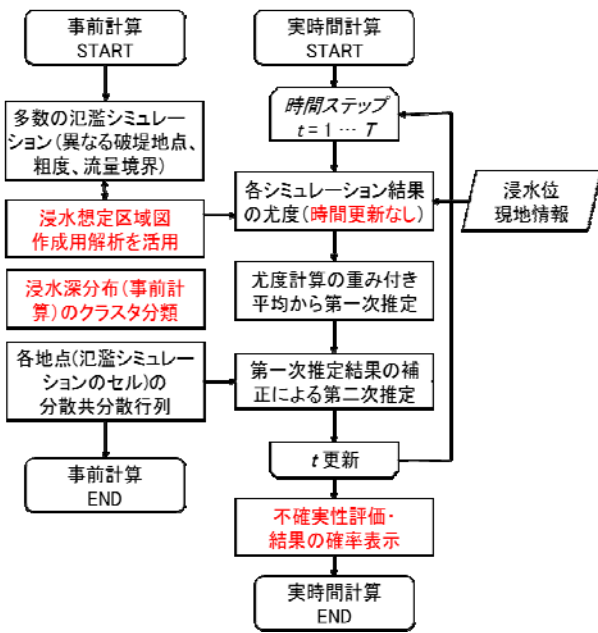 事前計算
START
多数の氾濫シミュレー
ション(異なる破堤地点、
粗度、流量境界)
浸水想定区域図
作成用解析を活用
浸水深分布(事前計
算)のクラスタ分類
各地点(氾濫シミュレー
ションのセル)の
分散共分散行列
事前計算
END
実時間計算
START
時間ステップ
t = 1 … T
各シミュレーション結果
の尤度(時間更新なし)
浸水位
現地情報
尤度計算の重み付き
平均から第一次推定
第一次推定結果の補
正による第二次推定
t 更新
不確実性評価・
結果の確率表示
実時間計算
END